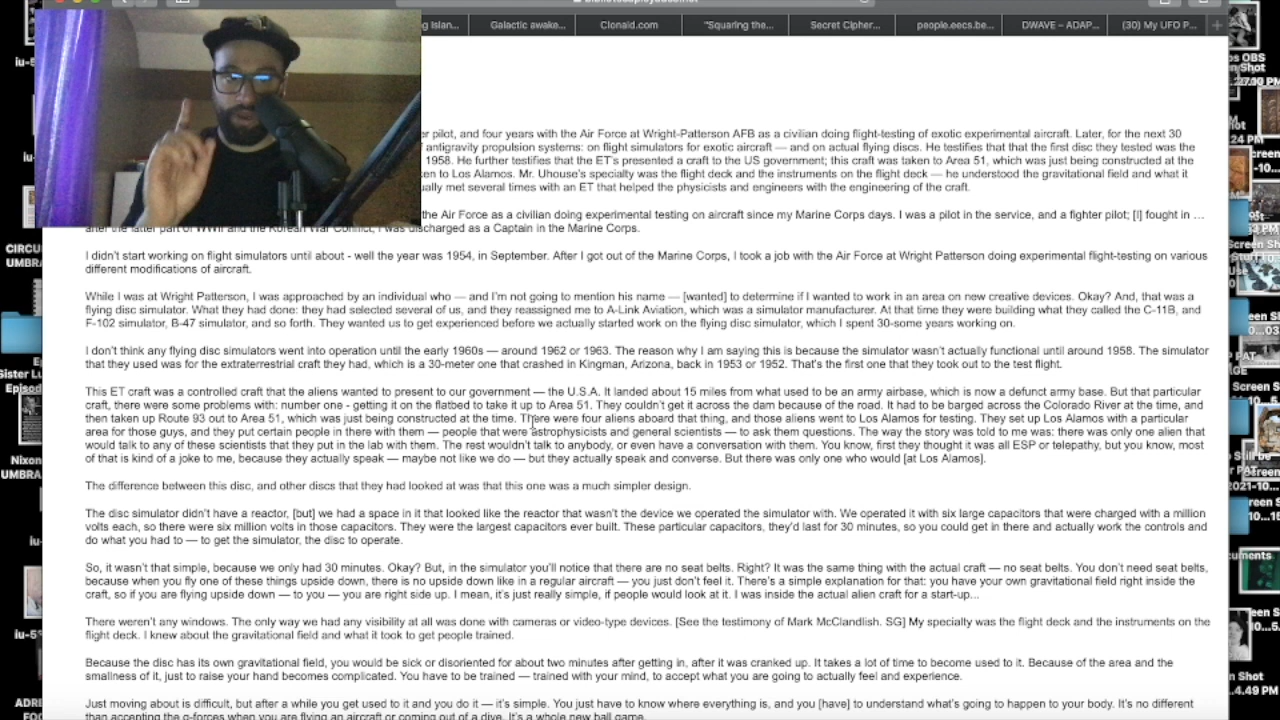 ng Islan...
Galactic awake...
Clonaid.com
"Squaring the...
Secret Cipher...
people.eecs.be...
DWAVE – ADAP...
(30) My UFO P...
er pilot, and four years with the Air Force at Wright-Patterson AFB as a civilian doing flight-testing of exotic experimental aircraft. Later, for the next 30
antigravity propulsion systems: on flight simulators for exotic aircraft — and on actual flying discs. He testifies that the first disc they tested was the
1958. He further testifies that the ET's presented a craft to the US government; this craft was taken to Area 51, which was just being constructed at the
en to Los Alamos. Mr. Uhouse's specialty was the flight deck and the instruments on the flight deck — he understood the gravitational field and what it
ually met several times with an ET that helped the physicists and engineers with the engineering of the craft.
the Air Force as a civilian doing experimental testing on aircraft since my Marine Corps days. I was a pilot in the service, and a fighter pilot; [I] fought in …
after the latter part of WWII and the Korean War Conflict, I was discharged as a Captain in the Marine Corps.
I didn't start working on flight simulators until about - well the year was 1954, in September. After I got out of the Marine Corps, I took a job with the Air Force at Wright Patterson doing experimental flight-testing on various
different modifications of aircraft.
While I was at Wright Patterson, I was approached by an individual who — and I'm not going to mention his name — [wanted] to determine if I wanted to work in an area on new creative devices. Okay? And, that was a
flying disc simulator. What they had done: they had selected several of us, and they reassigned me to A-Link Aviation, which was a simulator manufacturer. At that time they were building what they called the C-11B, and
F-102 simulator, B-47 simulator, and so forth. They wanted us to get experienced before we actually started work on the flying disc simulator, which I spent 30-some years working on.
I don't think any flying disc simulators went into operation until the early 1960s — around 1962 or 1963. The reason why I am saying this is because the simulator wasn't actually functional until around 1958. The simulator
that they used was for the extraterrestrial craft they had, which is a 30-meter one that crashed in Kingman, Arizona, back in 1953 or 1952. That's the first one that they took out to the test flight.
This ET craft was a controlled craft that the aliens wanted to present to our government — the U.S.A. It landed about 15 miles from what used to be an army airbase, which is now a defunct army base. But that particular
craft, there were some problems with: number one - getting it on the flatbed to take it up to Area 51. They couldn't get it across the dam because of the road. It had to be barged across the Colorado River at the time, and
then taken up Route 93 out to Area 51, which was just being constructed at the time. There were four aliens aboard that thing, and those aliens went to Los Alamos for testing. They set up Los Alamos with a particular
area for those guys, and they put certain people in there with them — people that were astrophysicists and general scientists — to ask them questions. The way the story was told to me was: there was only one alien that
would talk to any of these scientists that they put in the lab with them. The rest wouldn't talk to anybody, or even have a conversation with them. You know, first they thought it was all ESP or telepathy, but you know, most
of that is kind of a joke to me, because they actually speak — maybe not like we do — but they actually speak and converse. But there was only one who would [at Los Alamos].
The difference between this disc, and other discs that they had looked at was that this one was a much simpler design.
The disc simulator didn't have a reactor, [but] we had a space in it that looked like the reactor that wasn't the device we operated the simulator with. We operated it with six large capacitors that were charged with a million
volts each, so there were six million volts in those capacitors. They were the largest capacitors ever built. These particular capacitors, they'd last for 30 minutes, so you could get in there and actually work the controls and
do what you had to — to get the simulator, the disc to operate.
So, it wasn't that simple, because we only had 30 minutes. Okay? But, in the simulator you'll notice that there are no seat belts. Right? It was the same thing with the actual craft — no seat belts. You don't need seat belts,
because when you fly one of these things upside down, there is no upside down like in a regular aircraft — you just don't feel it. There's a simple explanation for that: you have your own gravitational field right inside the
craft, so if you are flying upside down — to you — you are right side up. I mean, it's just really simple, if people would look at it. I was inside the actual alien craft for a start-up...
There weren't any windows. The only way we had any visibility at all was done with cameras or video-type devices. [See the testimony of Mark McClandlish. SG] My specialty was the flight deck and the instruments on the
flight deck. I knew about the gravitational field and what it took to get people trained.
Because the disc has its own gravitational field, you would be sick or disoriented for about two minutes after getting in, after it was cranked up. It takes a lot of time to become used to it. Because of the area and the
smallness of it, just to raise your hand becomes complicated. You have to be trained — trained with your mind, to accept what you are going to actually feel and experience.
Just moving about is difficult, but after a while you get used to it and you do it — it's simple. You just have to know where everything is, and you [have] to understand what's going to happen to your body. It's no different
than accepting the g-forces when you are flying an aircraft or coming out of a dive. It's a whole new ball game.